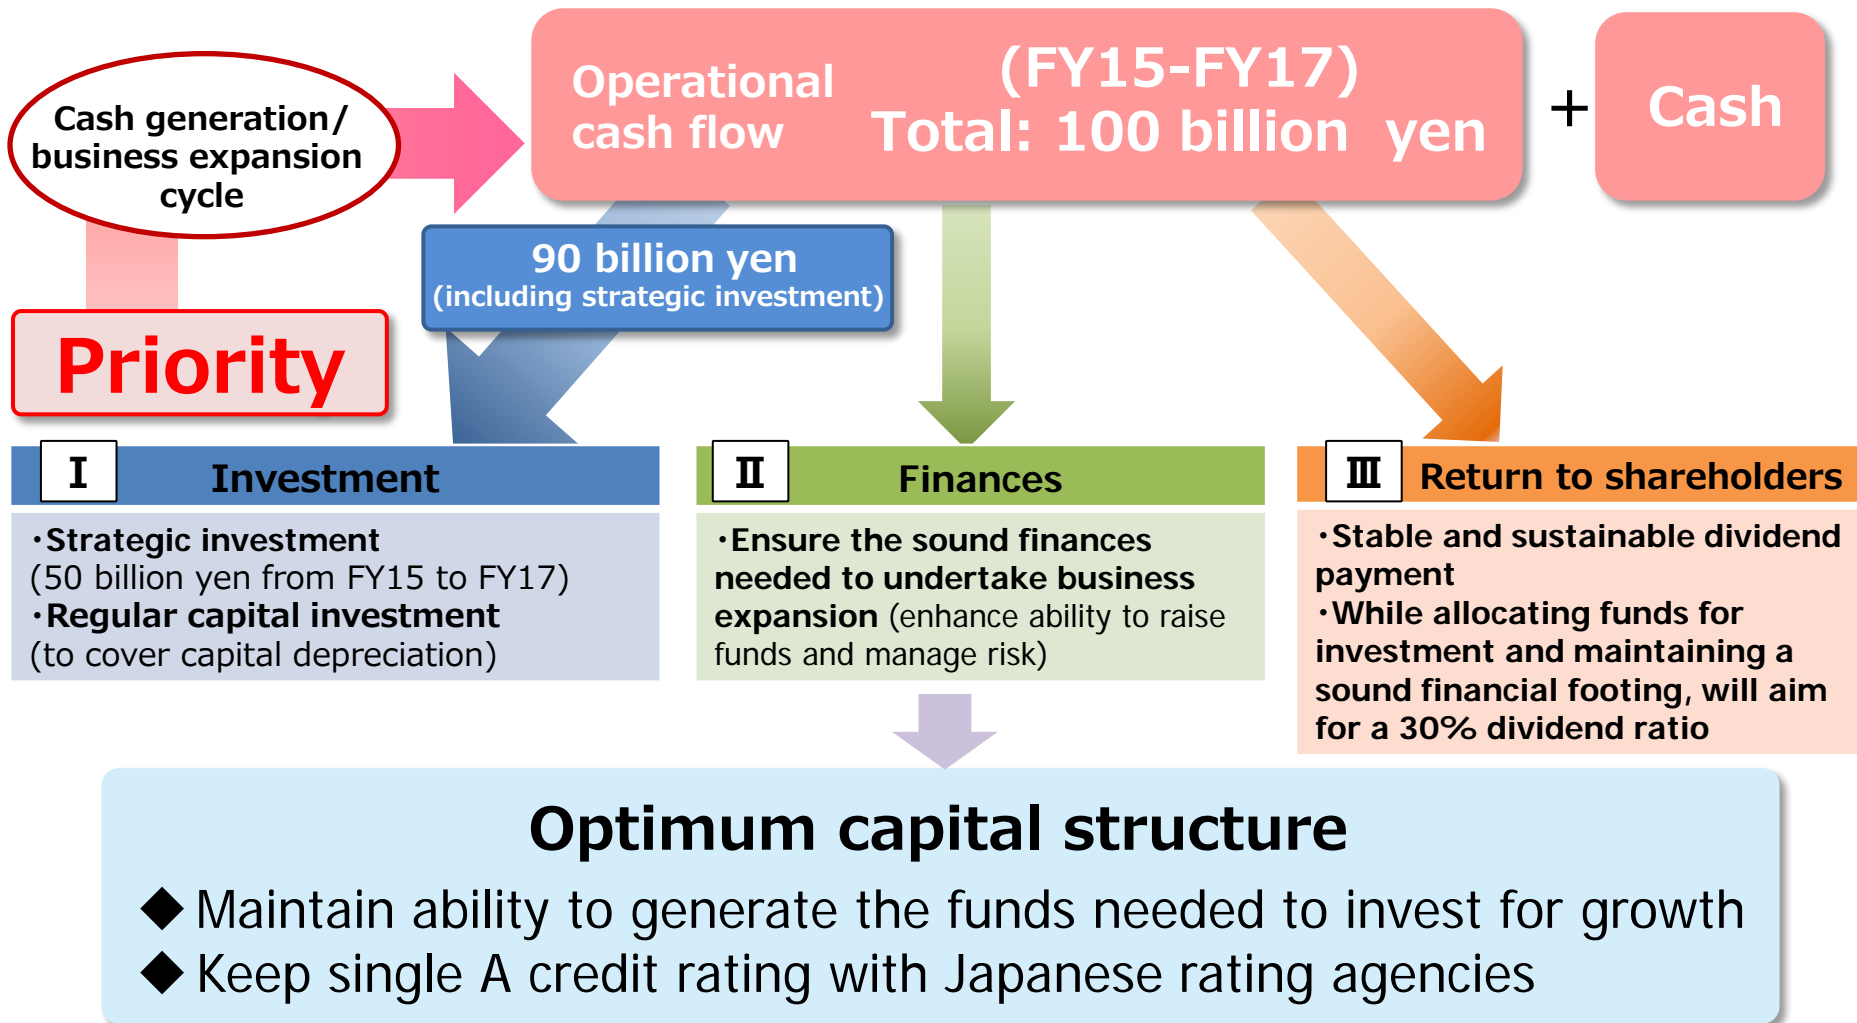 Cash generation/
business expansion
cycle
Operational
cash flow
(FY15-FY17)
Total: 100 billion yen
+
Cash
90 billion yen
(including strategic investment)
Priority
Ⅰ
Investment
・Strategic investment
(50 billion yen from FY15 to FY17)
・Regular capital investment
(to cover capital depreciation)
Ⅱ
Finances
・Ensure the sound finances
needed to undertake business
expansion (enhance ability to raise
funds and manage risk)
Ⅲ
Return to shareholders
・Stable and sustainable dividend
payment
・While allocating funds for
investment and maintaining a
sound financial footing, will aim
for a 30% dividend ratio
Optimum capital structure
◆ Maintain ability to generate the funds needed to invest for growth
◆ Keep single A credit rating with Japanese rating agencies